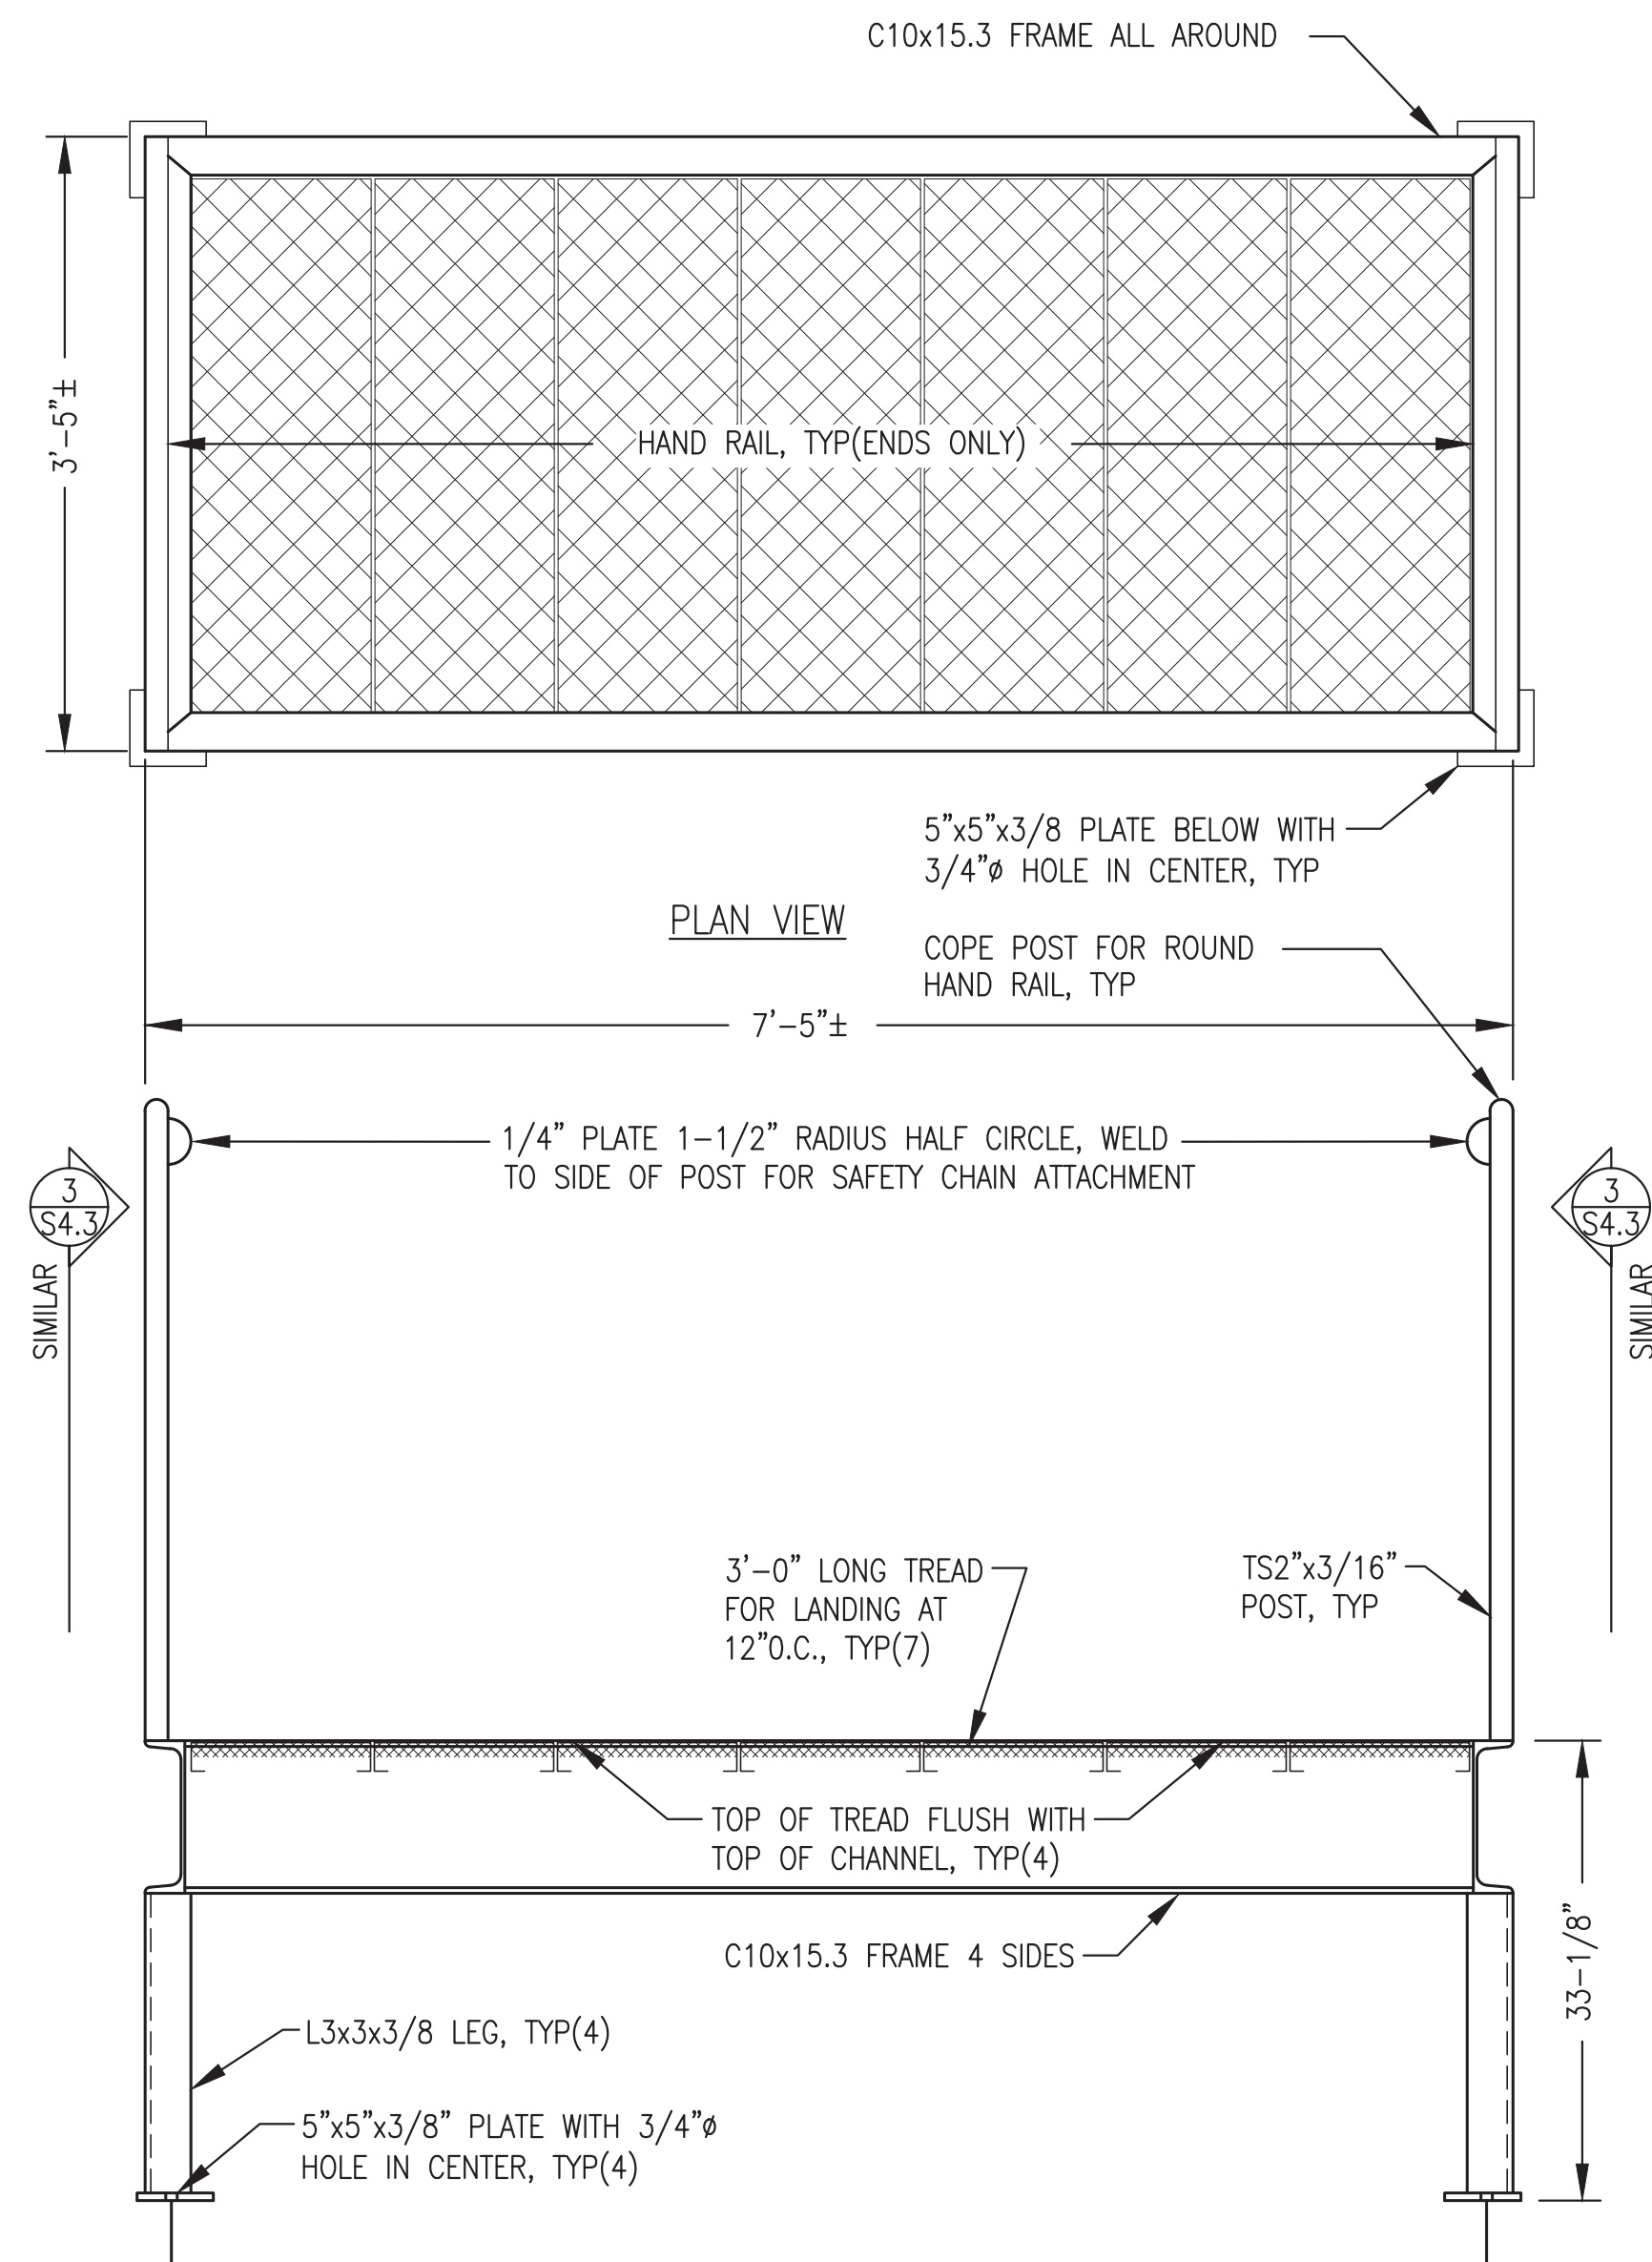 C10x15.3 FRAME ALL AROUND
3'-5"±
HAND RAIL, TYP(ENDS ONLY)
5"x5"x3/8 PLATE BELOW WITH
3/4"ø HOLE IN CENTER, TYP
PLAN VIEW
COPE POST FOR ROUND
HAND RAIL, TYP
7'-5"±
1/4" PLATE 1-1/2" RADIUS HALF CIRCLE, WELD
TO SIDE OF POST FOR SAFETY CHAIN ATTACHMENT
3
S4.3
SIMILAR
3
S4.3
SIMILAR
3'-0" LONG TREAD
FOR LANDING AT
12"O.C., TYP(7)
TS2"x3/16"
POST, TYP
TOP OF TREAD FLUSH WITH
TOP OF CHANNEL, TYP(4)
C10x15.3 FRAME 4 SIDES
33-1/8"
L3x3x3/8 LEG, TYP(4)
5"x5"x3/8" PLATE WITH 3/4"ø
HOLE IN CENTER, TYP(4)